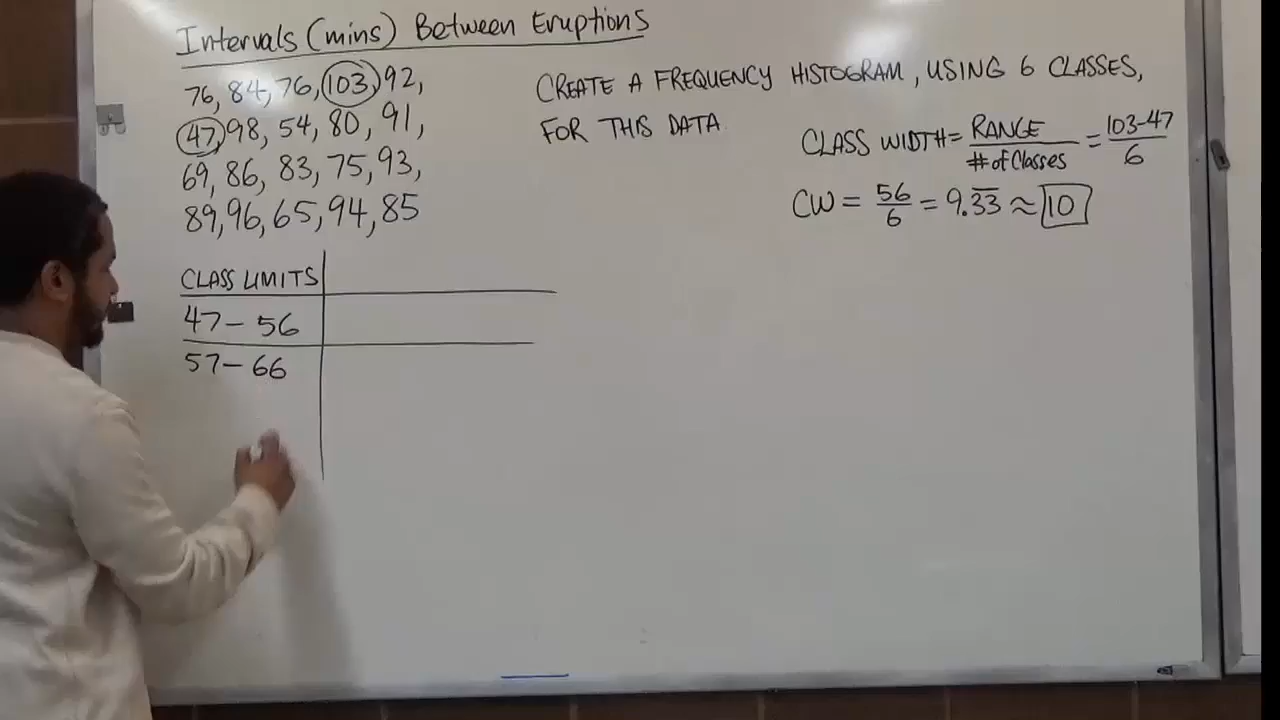 Intervals (mins) Between Eruptions
76, 84, 76, 103, 92,
47, 98, 54, 80, 91,
69, 86, 83, 75, 93,
89, 96, 65, 94, 85
CREATE A FREQUENCY HISTOGRAM, USING 6 CLASSES,
FOR THIS DATA
CLASS WIDTH = RANGE / # of Classes = 103-47 / 6
CW = 56/6 = 9.3̅3̅ ≈ 10
CLASS LIMITS
47 – 56
57 – 66